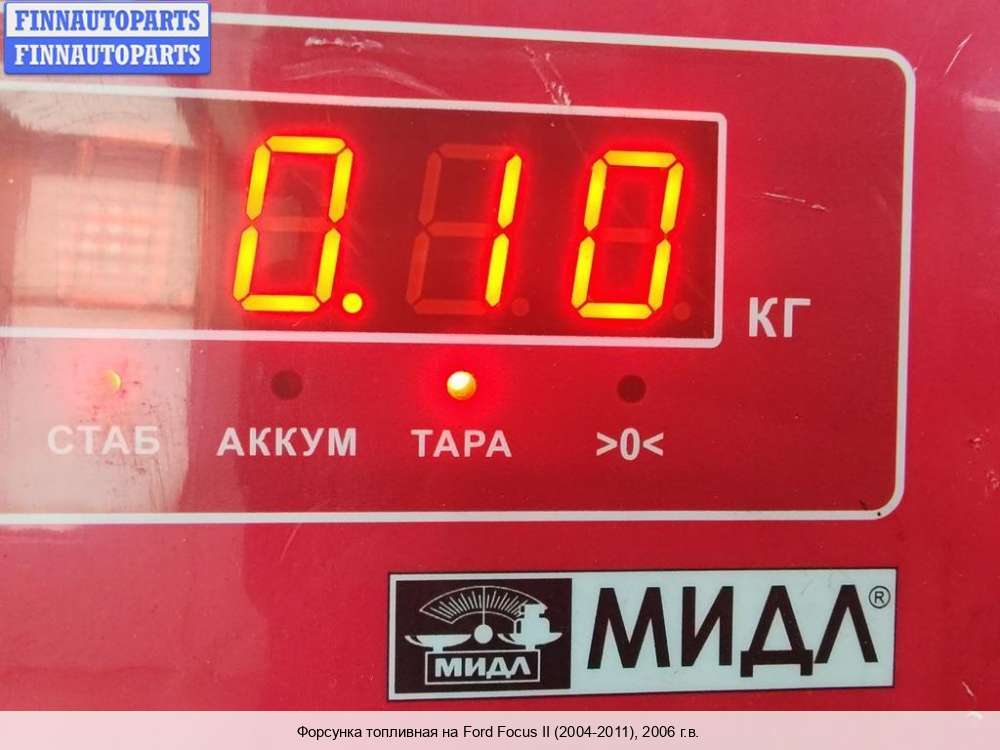 FINNAUTOPARTS
FINNAUTOPARTS
0.10
КГ
СТАБ АККУМ ТАРА >0<
МИДЛ МИДЛ®
Форсунка топливная на Ford Focus II (2004-2011), 2006 г.в.